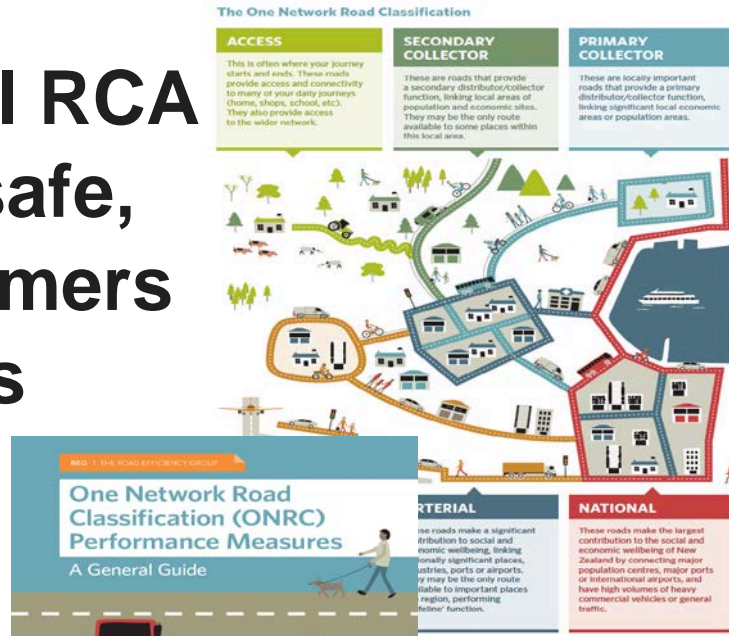 The One Network Road Classification
ACCESS
This is often where your journey
starts and ends. These roads
provide access and connectivity
to many of your daily journeys
(home, shops, school, etc).
They also provide access
to the wider network.
SECONDARY
COLLECTOR
These are roads that provide
a secondary distributor/collector
function, linking local areas of
population and economic sites.
They may be the only route
available to some places within
this local area.
PRIMARY
COLLECTOR
These are locally important
roads that provide a primary
distributor/collector function,
linking significant local economic
areas or population areas.
RCA
safe,
mers
s
REG | THE ROAD EFFICIENCY GROUP
One Network Road
Classification (ONRC)
Performance Measures
A General Guide
RTERIAL
ese roads make a significant
tribution to social and
nomic wellbeing, linking
ionally significant places,
ustries, ports or airports.
y may be the only route
ilable to important places
region, performing
feline' function.
NATIONAL
These roads make the largest
contribution to the social and
economic wellbeing of New
Zealand by connecting major
population centres, major ports
or international airports, and
have high volumes of heavy
commercial vehicles or general
traffic.